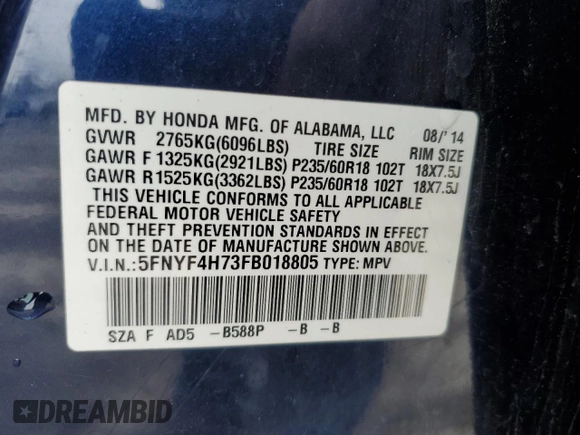 MFD. BY HONDA MFG. OF ALABAMA, LLC 08/'14
GVWR 2765KG(6096LBS) TIRE SIZE RIM SIZE
GAWR F 1325KG(2921LBS) P235/60R18 102T 18X7.5J
GAWR R 1525KG(3362LBS) P235/60R18 102T 18X7.5J
THIS VEHICLE CONFORMS TO ALL APPLICABLE
FEDERAL MOTOR VEHICLE SAFETY
AND THEFT PREVENTION STANDARDS IN EFFECT
ON THE DATE OF MANUFACTURE SHOWN ABOVE.
V.I.N.:5FNYF4H73FB018805 TYPE: MPV
SZA F AD5 -B588P -B -B
DREAMBID